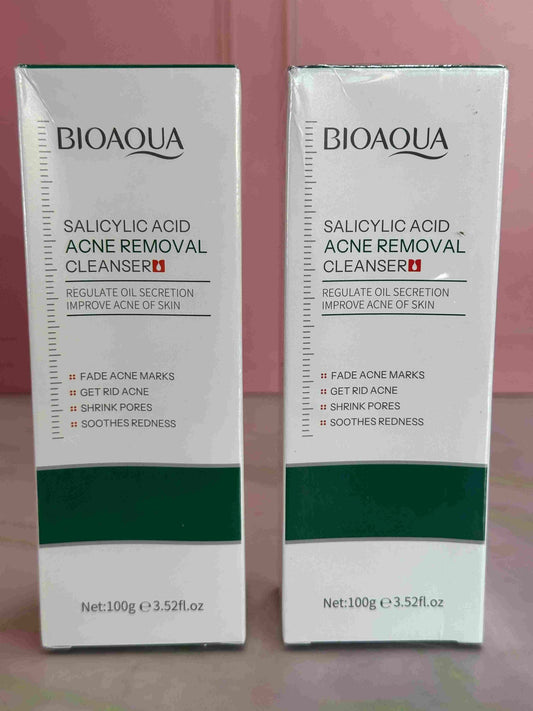 BIOAQUA
SALICYLIC ACID
ACNE REMOVAL
CLEANSER
REGULATE OIL SECRETION
IMPROVE ACNE OF SKIN
FADE ACNE MARKS
GET RID ACNE
SHRINK PORES
SOOTHES REDNESS
Net:100g ℮3.52fl.oz
BIOAQUA
SALICYLIC ACID
ACNE REMOVAL
CLEANSER
REGULATE OIL SECRETION
IMPROVE ACNE OF SKIN
FADE ACNE MARKS
GET RID ACNE
SHRINK PORES
SOOTHES REDNESS
Net:100g ℮3.52fl.oz